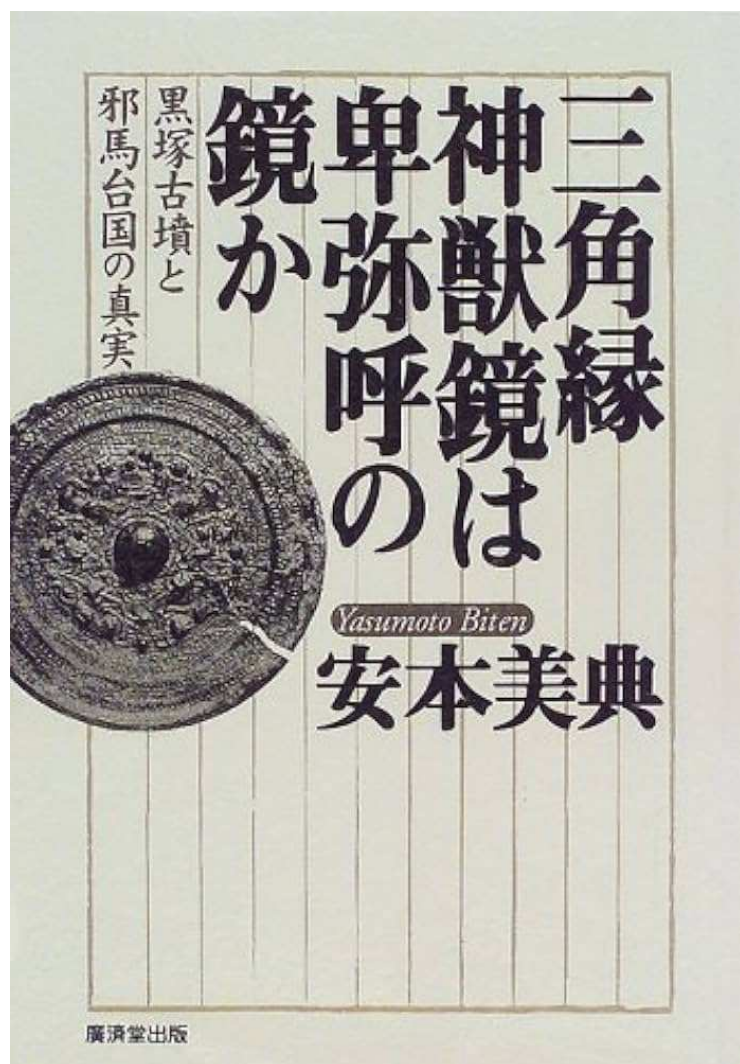 三角縁
神獣鏡は
卑弥呼の
鏡か
黒塚古墳と
邪馬台国の真実
Yasumoto Biten
安本美典
廣済堂出版